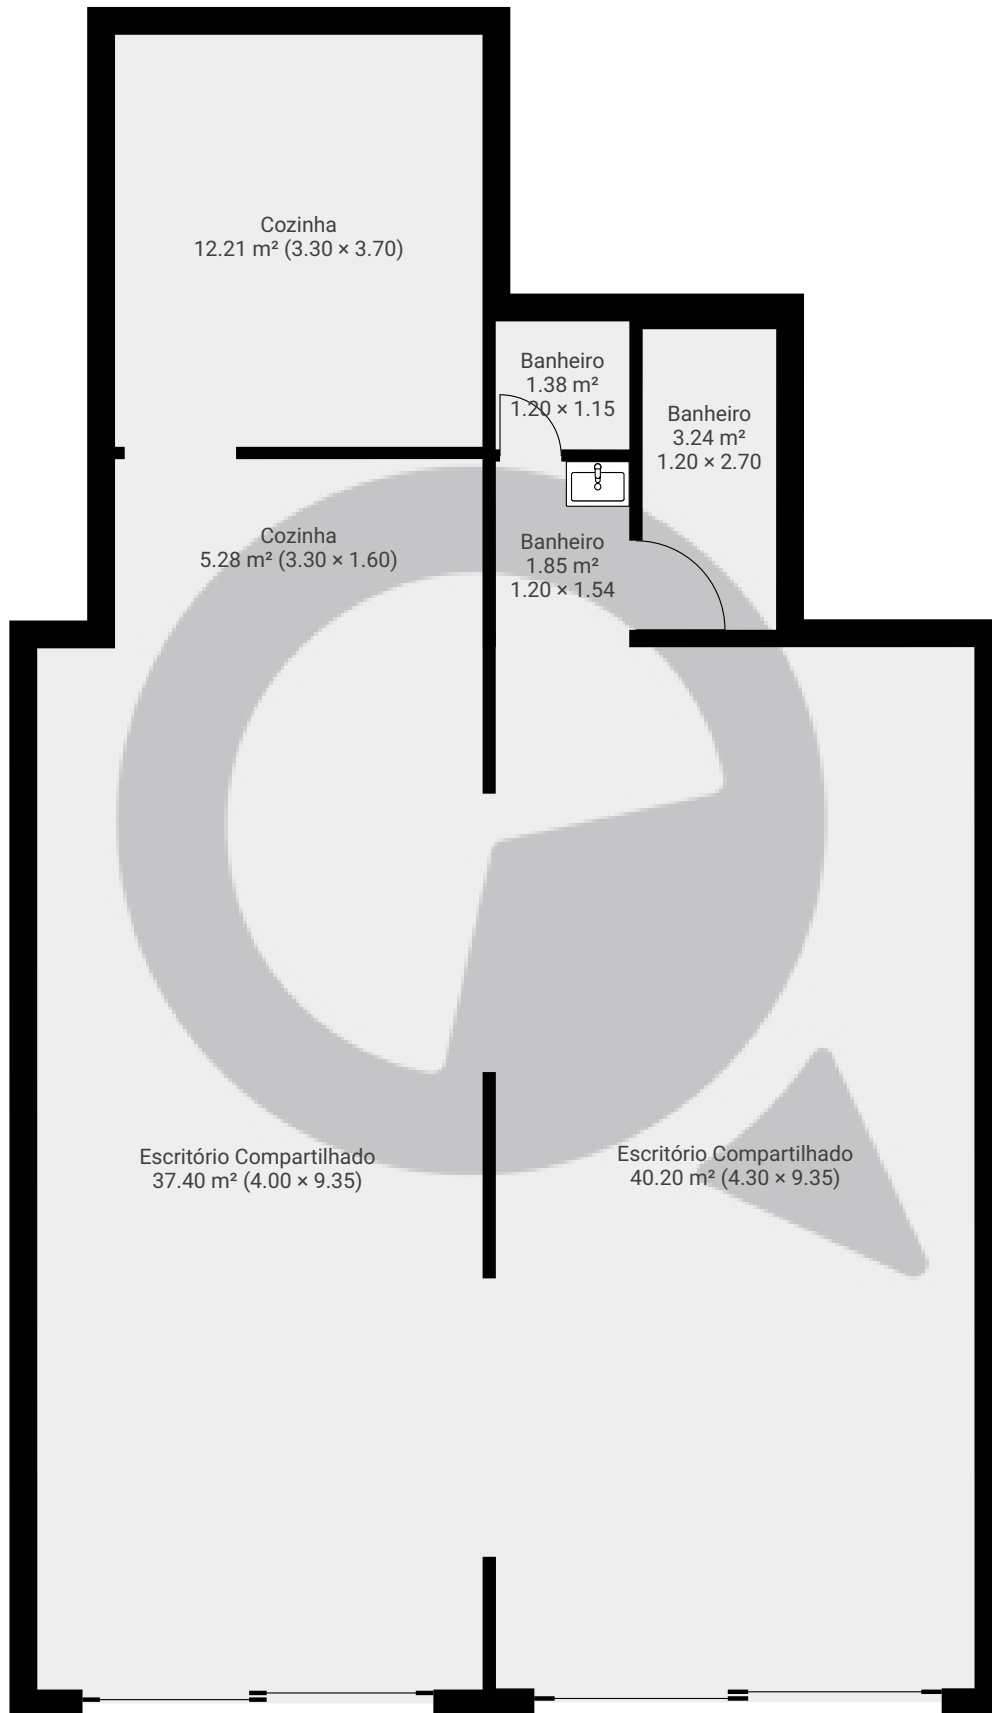 Cozinha
12.21 m² (3.30 × 3.70)
Banheiro
1.38 m²
1.20 × 1.15
Banheiro
3.24 m²
1.20 × 2.70
Cozinha
5.28 m² (3.30 × 1.60)
Banheiro
1.85 m²
1.20 × 1.54
Escritório Compartilhado
37.40 m² (4.00 × 9.35)
Escritório Compartilhado
40.20 m² (4.30 × 9.35)